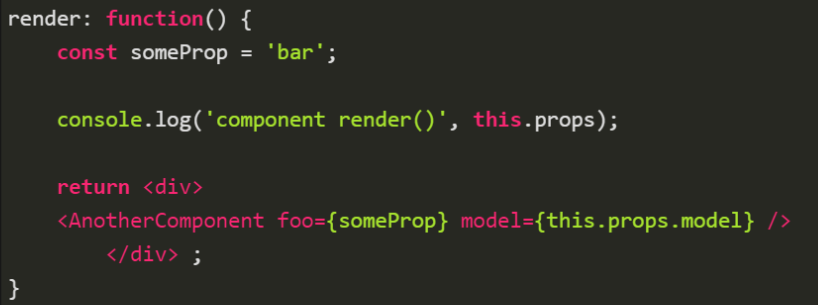 render: function() {
    const someProp = 'bar';
    console.log('component render()', this.props);
    return <div>
    <AnotherComponent foo={someProp} model={this.props.model} />
        </div> ;
}